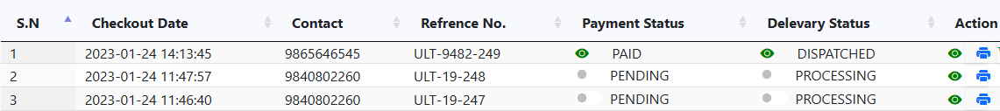 S.N Checkout Date Contact Refrence No. Payment Status Delevary Status Action
1 2023-01-24 14:13:45 9865646545 ULT-9482-249 PAID DISPATCHED
2 2023-01-24 11:47:57 9840802260 ULT-19-248 PENDING PROCESSING
3 2023-01-24 11:46:40 9840802260 ULT-19-247 PENDING PROCESSING